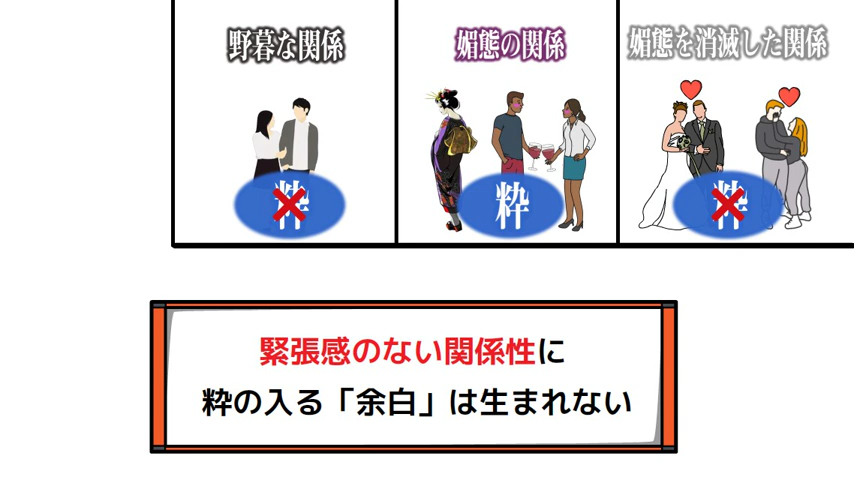 野暮な関係
媚態の関係
媚態を消滅した関係
粋
粋
粋
緊張感のない関係性に
粋の入る「余白」は生まれない